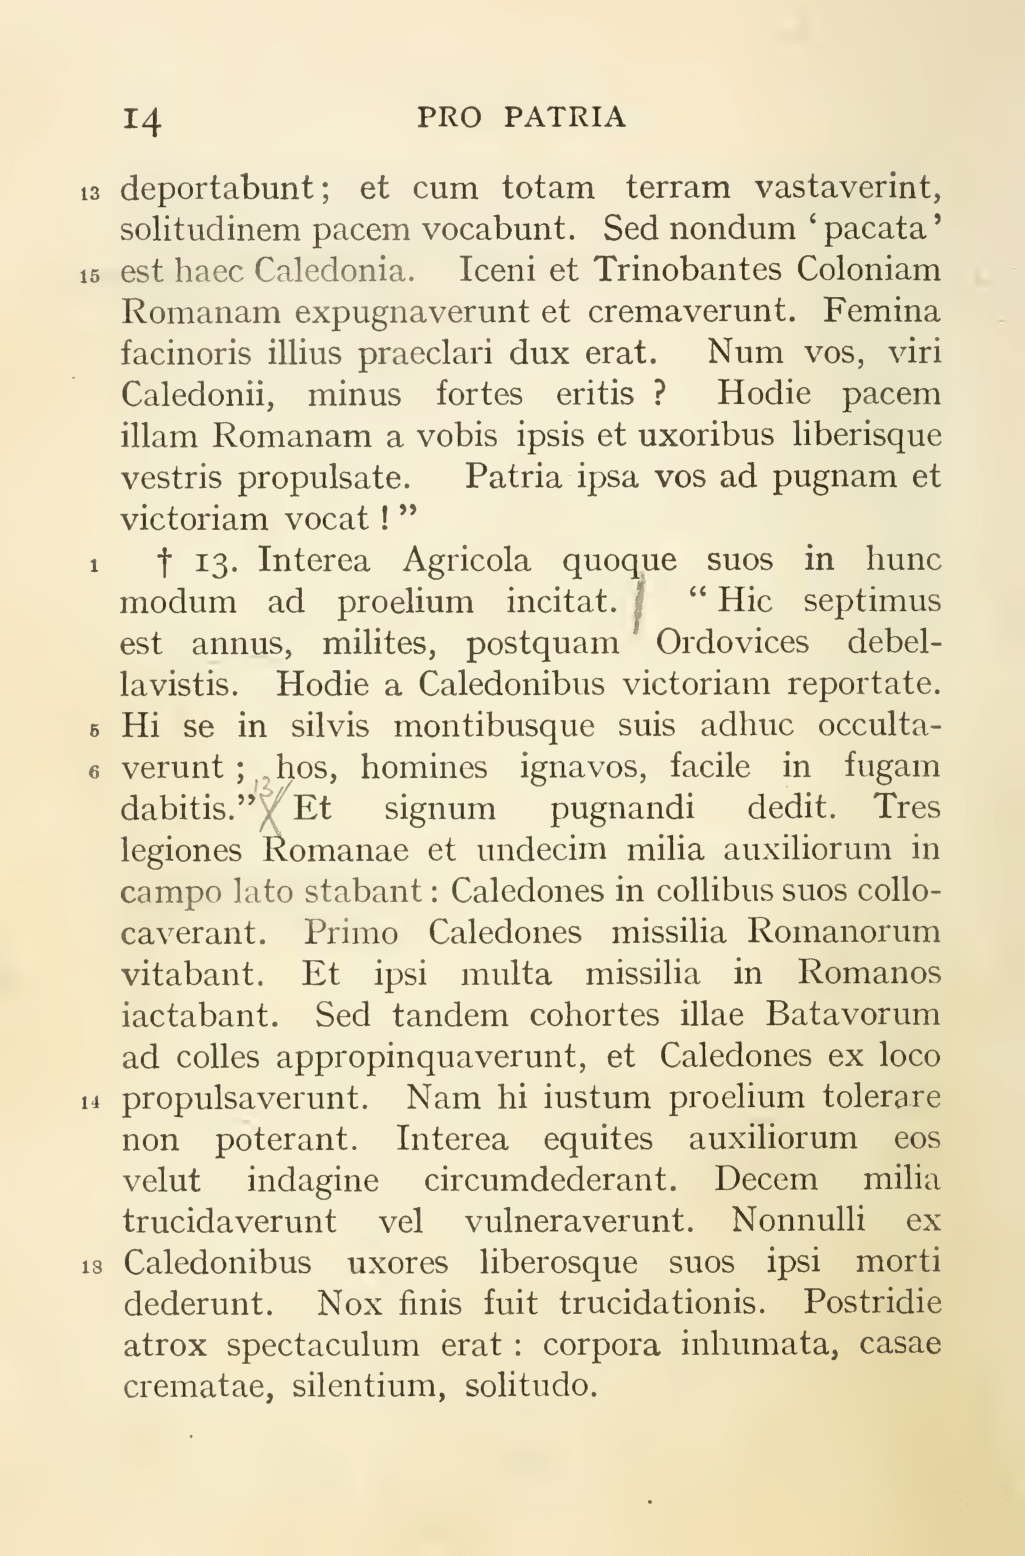 14 PRO PATRIA
13 deportabunt; et cum totam terram vastaverint,
solitudinem pacem vocabunt. Sed nondum ‘pacata’
15 est haec Caledonia. Iceni et Trinobantes Coloniam
Romanam expugnaverunt et cremaverunt. Femina
facinoris illius praeclari dux erat. Num vos, viri
Caledonii, minus fortes eritis ? Hodie pacem
illam Romanam a vobis ipsis et uxoribus liberisque
vestris propulsate. Patria ipsa vos ad pugnam et
victoriam vocat ! ”
1 † 13. Interea Agricola quoque suos in hunc
modum ad proelium incitat. “ Hic septimus
est annus, milites, postquam Ordovices debel-
lavistis. Hodie a Caledonibus victoriam reportate.
5 Hi se in silvis montibusque suis adhuc occulta-
6 verunt ; hos, homines ignavos, facile in fugam
13
dabitis.” Et signum pugnandi dedit. Tres
legiones Romanae et undecim milia auxiliorum in
campo lato stabant : Caledones in collibus suos collo-
caverant. Primo Caledones missilia Romanorum
vitabant. Et ipsi multa missilia in Romanos
iactabant. Sed tandem cohortes illae Batavorum
ad colles appropinquaverunt, et Caledones ex loco
14 propulsaverunt. Nam hi iustum proelium tolerare
non poterant. Interea equites auxiliorum eos
velut indagine circumdederant. Decem milia
trucidaverunt vel vulneraverunt. Nonnulli ex
18 Caledonibus uxores liberosque suos ipsi morti
dederunt. Nox finis fuit trucidationis. Postridie
atrox spectaculum erat : corpora inhumata, casae
crematae, silentium, solitudo.